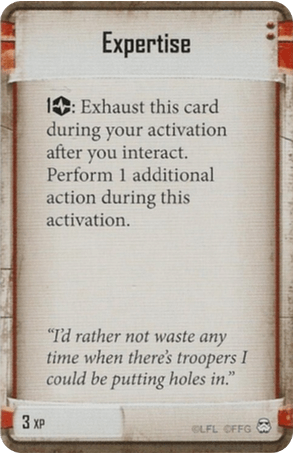 Expertise
1: Exhaust this card
during your activation
after you interact.
Perform 1 additional
action during this
activation.
“I’d rather not waste any
time when there’s troopers I
could be putting holes in.”
3 XP
©LFL ©FFG